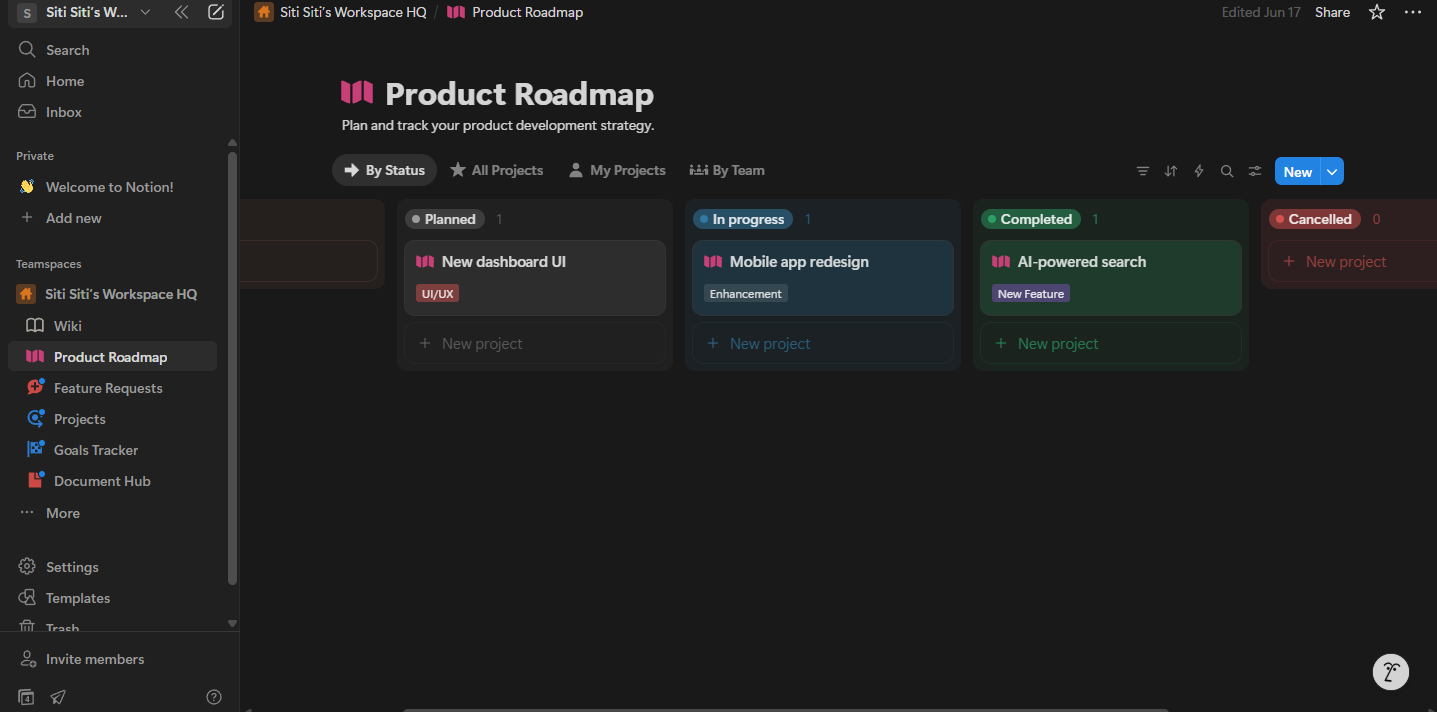 S Siti Siti's W...
Search
Home
Inbox
Private
Welcome to Notion!
Add new
Teamspaces
Siti Siti's Workspace HQ
Wiki
Product Roadmap
Feature Requests
Projects
Goals Tracker
Document Hub
More
Settings
Templates
Trash
Invite members
4
Siti Siti's Workspace HQ / Product Roadmap
Edited Jun 17 Share
Product Roadmap
Plan and track your product development strategy.
By Status All Projects My Projects By Team
New
Planned 1
New dashboard UI
UI/UX
+ New project
In progress 1
Mobile app redesign
Enhancement
+ New project
Completed 1
AI-powered search
New Feature
+ New project
Cancelled 0
+ New project